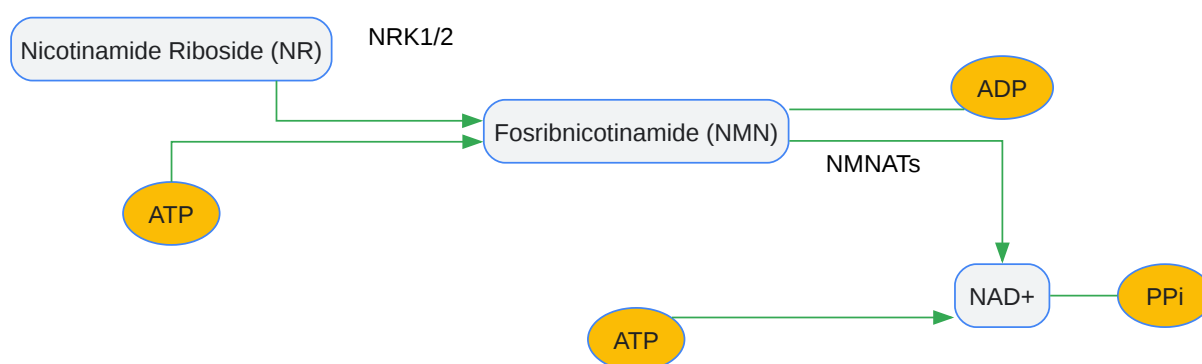 Nicotinamide Riboside (NR)
NRK1/2
ADP
Fosribnicotinamide (NMN)
NMNATs
ATP
NAD+
PPi
ATP